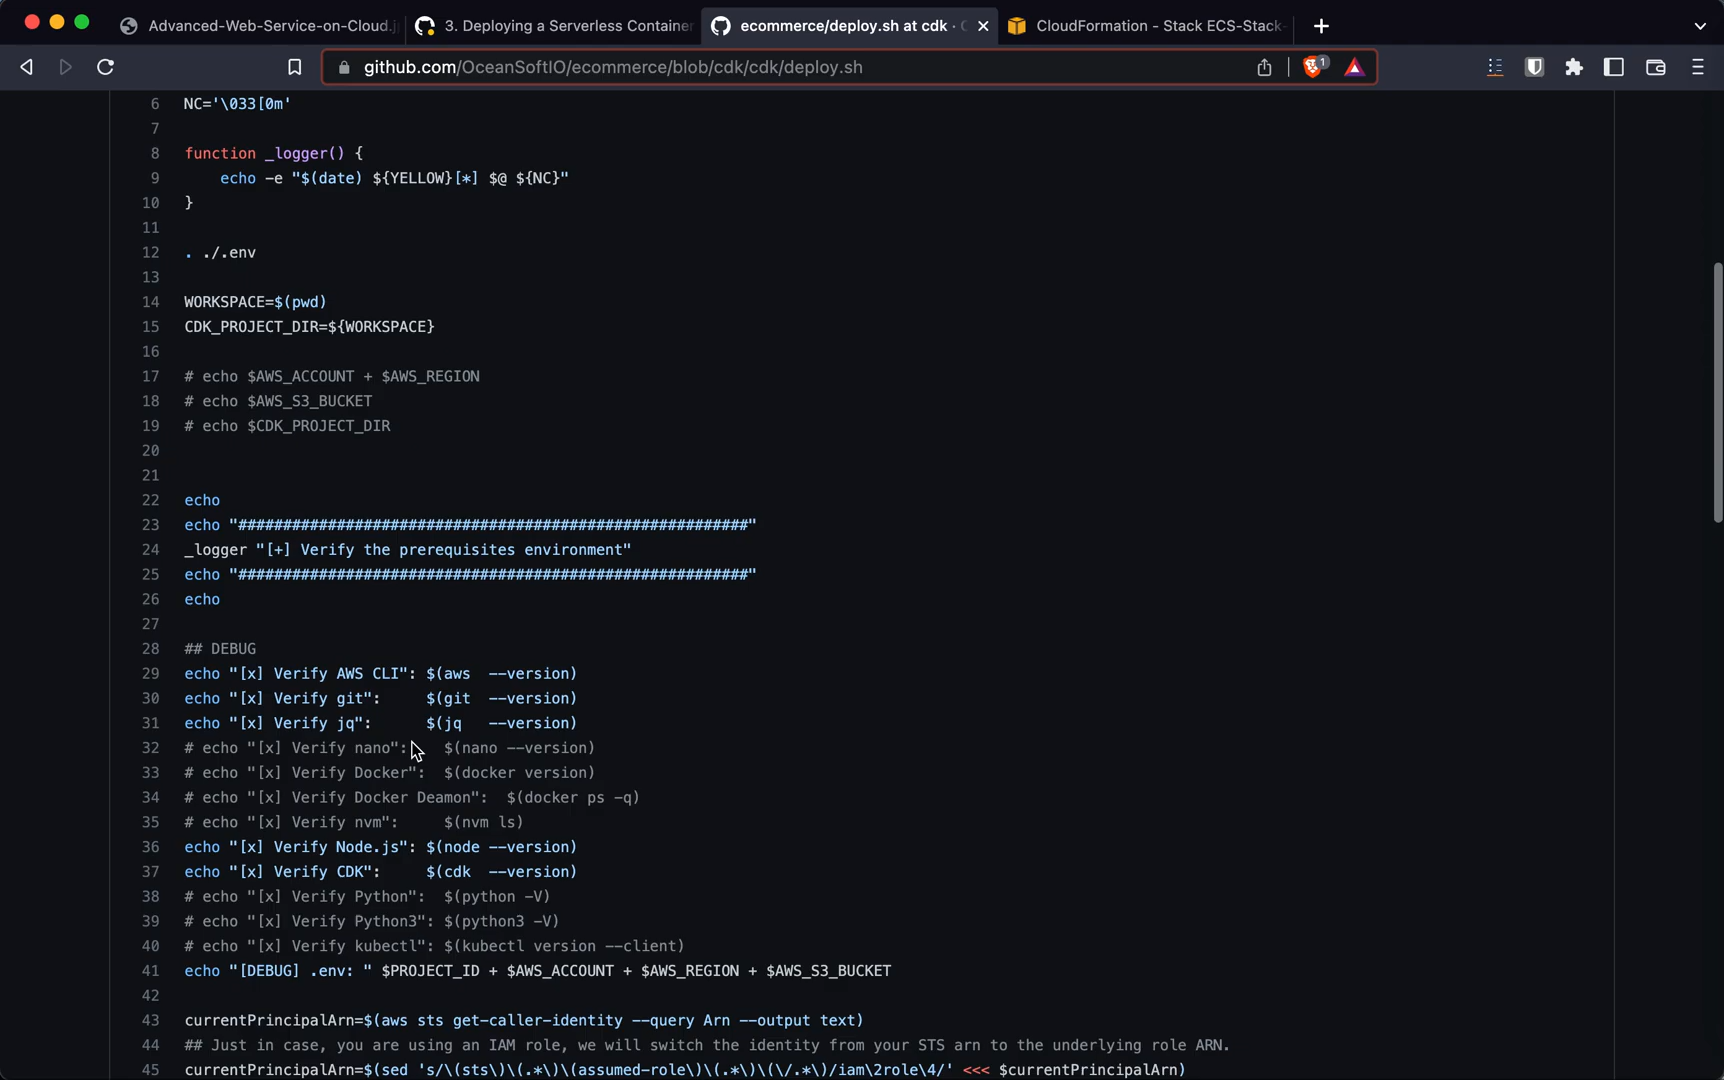 Advanced-Web-Service-on-Cloud.j
3. Deploying a Serverless Container
ecommerce/deploy.sh at cdk ·
CloudFormation - Stack ECS-Stack-
github.com/OceanSoftIO/ecommerce/blob/cdk/cdk/deploy.sh
1
6 NC='\033[0m'
7
8 function _logger() {
9 echo -e "$(date) ${YELLOW}[*] $@ ${NC}"
10 }
11
12 . ./.env
13
14 WORKSPACE=$(pwd)
15 CDK_PROJECT_DIR=${WORKSPACE}
16
17 # echo $AWS_ACCOUNT + $AWS_REGION
18 # echo $AWS_S3_BUCKET
19 # echo $CDK_PROJECT_DIR
20
21
22 echo
23 echo "#########################################################"
24 _logger "[+] Verify the prerequisites environment"
25 echo "#########################################################"
26 echo
27
28 ## DEBUG
29 echo "[x] Verify AWS CLI": $(aws --version)
30 echo "[x] Verify git": $(git --version)
31 echo "[x] Verify jq": $(jq --version)
32 # echo "[x] Verify nano": $(nano --version)
33 # echo "[x] Verify Docker": $(docker version)
34 # echo "[x] Verify Docker Deamon": $(docker ps -q)
35 # echo "[x] Verify nvm": $(nvm ls)
36 echo "[x] Verify Node.js": $(node --version)
37 echo "[x] Verify CDK": $(cdk --version)
38 # echo "[x] Verify Python": $(python -V)
39 # echo "[x] Verify Python3": $(python3 -V)
40 # echo "[x] Verify kubectl": $(kubectl version --client)
41 echo "[DEBUG] .env: " $PROJECT_ID + $AWS_ACCOUNT + $AWS_REGION + $AWS_S3_BUCKET
42
43 currentPrincipalArn=$(aws sts get-caller-identity --query Arn --output text)
44 ## Just in case, you are using an IAM role, we will switch the identity from your STS arn to the underlying role ARN.
45 currentPrincipalArn=$(sed 's/\(sts\)\(.*\)\(assumed-role\)\(.*\)\(\/.*\)/iam\2role\4/' <<< $currentPrincipalArn)